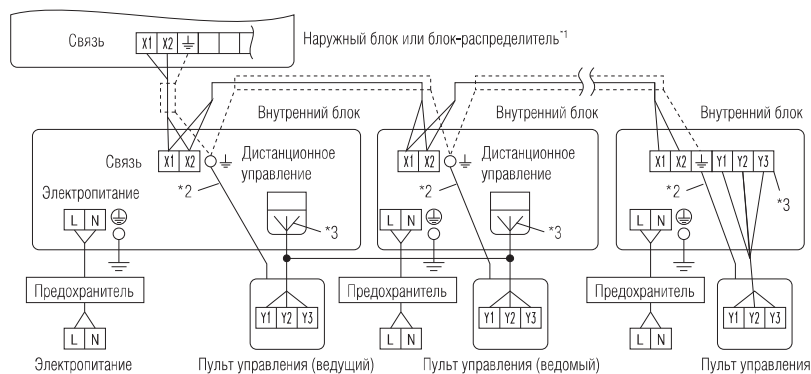 Связь X1 X2 Наружный блок или блок-распределитель*1
Внутренний блок Внутренний блок Внутренний блок
Связь X1 X2 Дистанционное управление X1 X2 Дистанционное управление X1 X2 Y1 Y2 Y3
*2 *2 *2 *3
Электропитание
L N *3 L N *3 L N
Предохранитель Предохранитель Предохранитель
Y1 Y2 Y3 Y1 Y2 Y3 Y1 Y2 Y3
L N L N L N
Электропитание Пульт управления (ведущий) Пульт управления (ведомый) Пульт управления